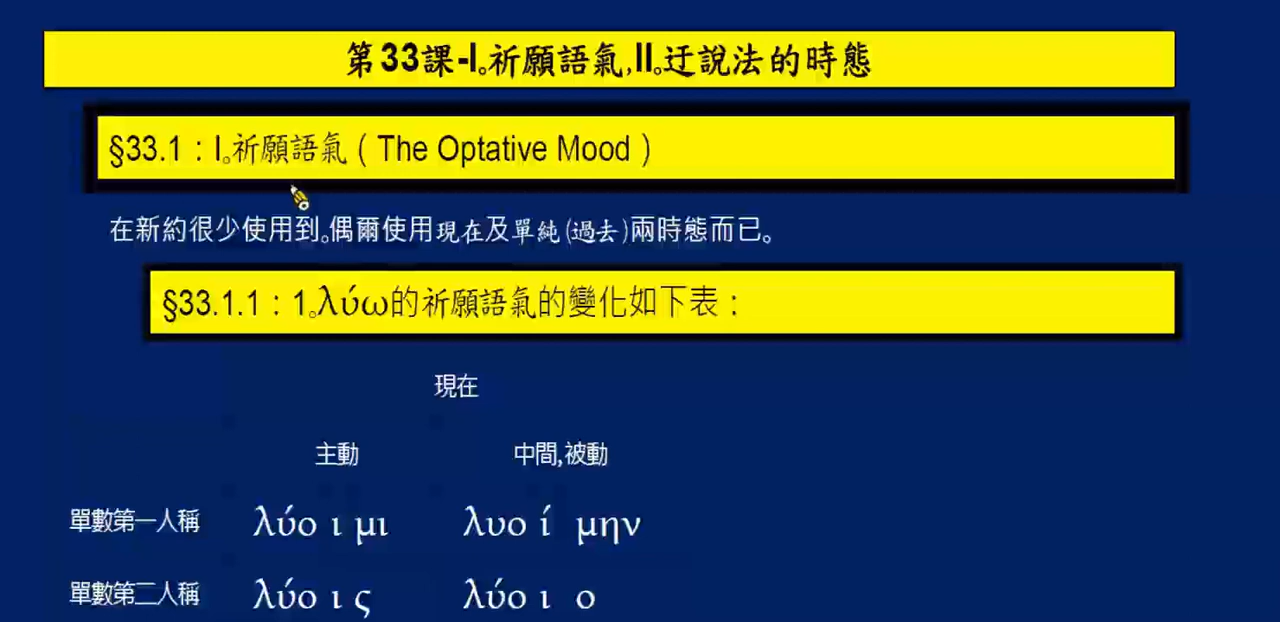 第33課-I。祈願語氣,II。迂說法的時態
§33.1：I。祈願語氣（The Optative Mood）
在新約很少使用到。偶爾使用現在及單純(過去)兩時態而已。
§33.1.1：1。λύω的祈願語氣的變化如下表：
現在
主動 中間,被動
單數第一人稱 λύο ι μι λυο ί μην
單數第二人稱 λύο ι ς λύο ι ο